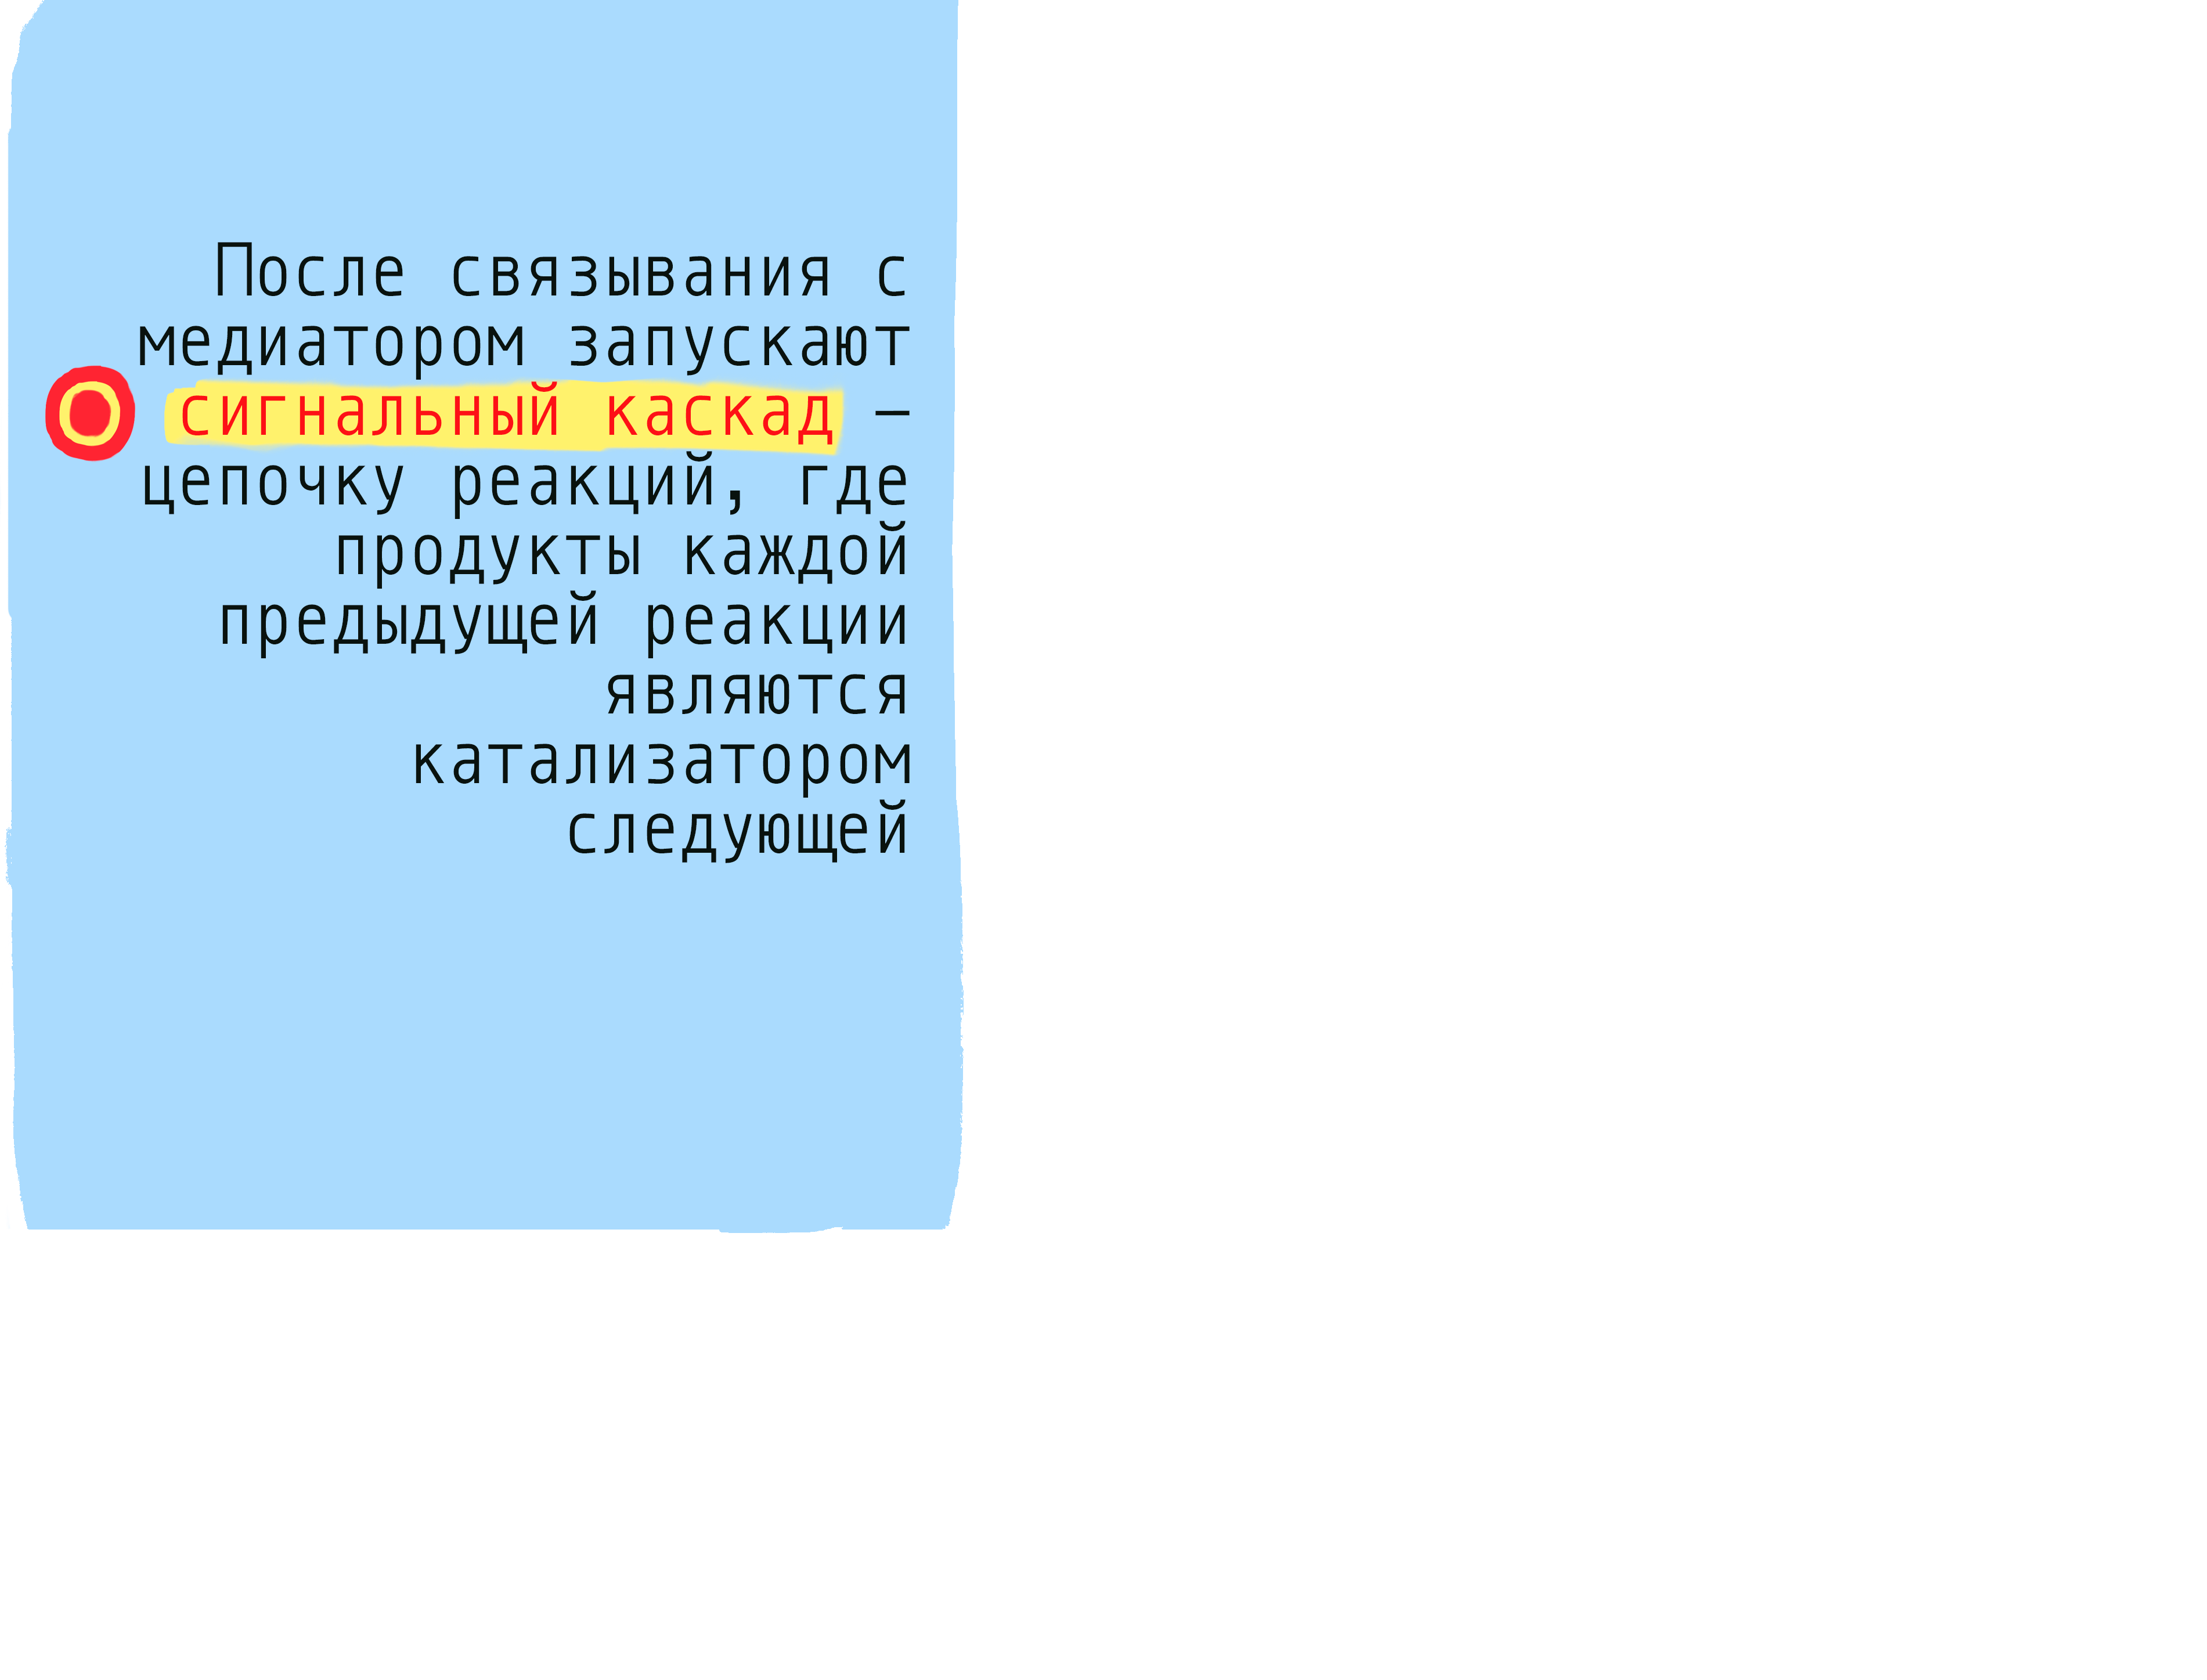 После связывания с
медиатором запускают
сигнальный каскад —
цепочку реакций, где
продукты каждой
предыдущей реакции
являются
катализатором
следующей